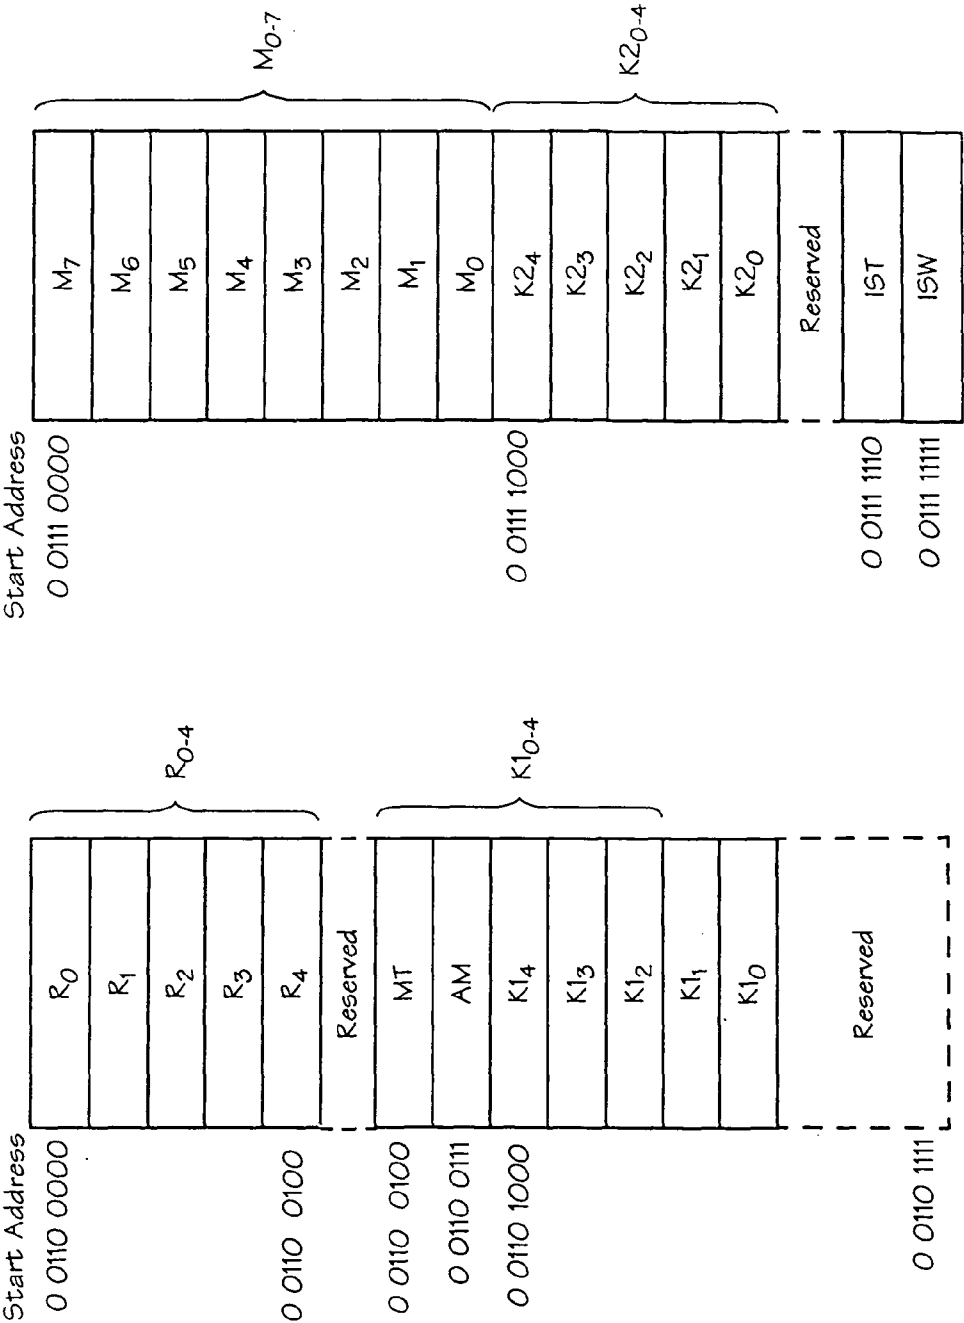 Start Address
0 0110 0000
R0
R1
R2
R3
0 0110 0100
R4
R0-4
Reserved
0 0110 0100
MT
0 0110 0111
AM
0 0110 1000
K14
K13
K12
K11
K10
K10-4
Reserved
0 0110 1111
Start Address
0 0111 0000
M7
M6
M5
M4
M3
M2
M1
M0
M0-7
0 0111 1000
K24
K23
K22
K21
K20
K20-4
Reserved
0 0111 1110
IST
0 0111 11111
ISW